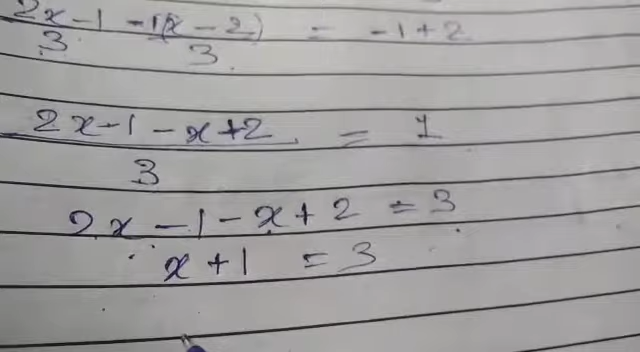 2x-1/3 - 1(x-2)/3 = -1+2
2x-1-x+2/3 = 1
2x-1-x+2 = 3
x+1 = 3